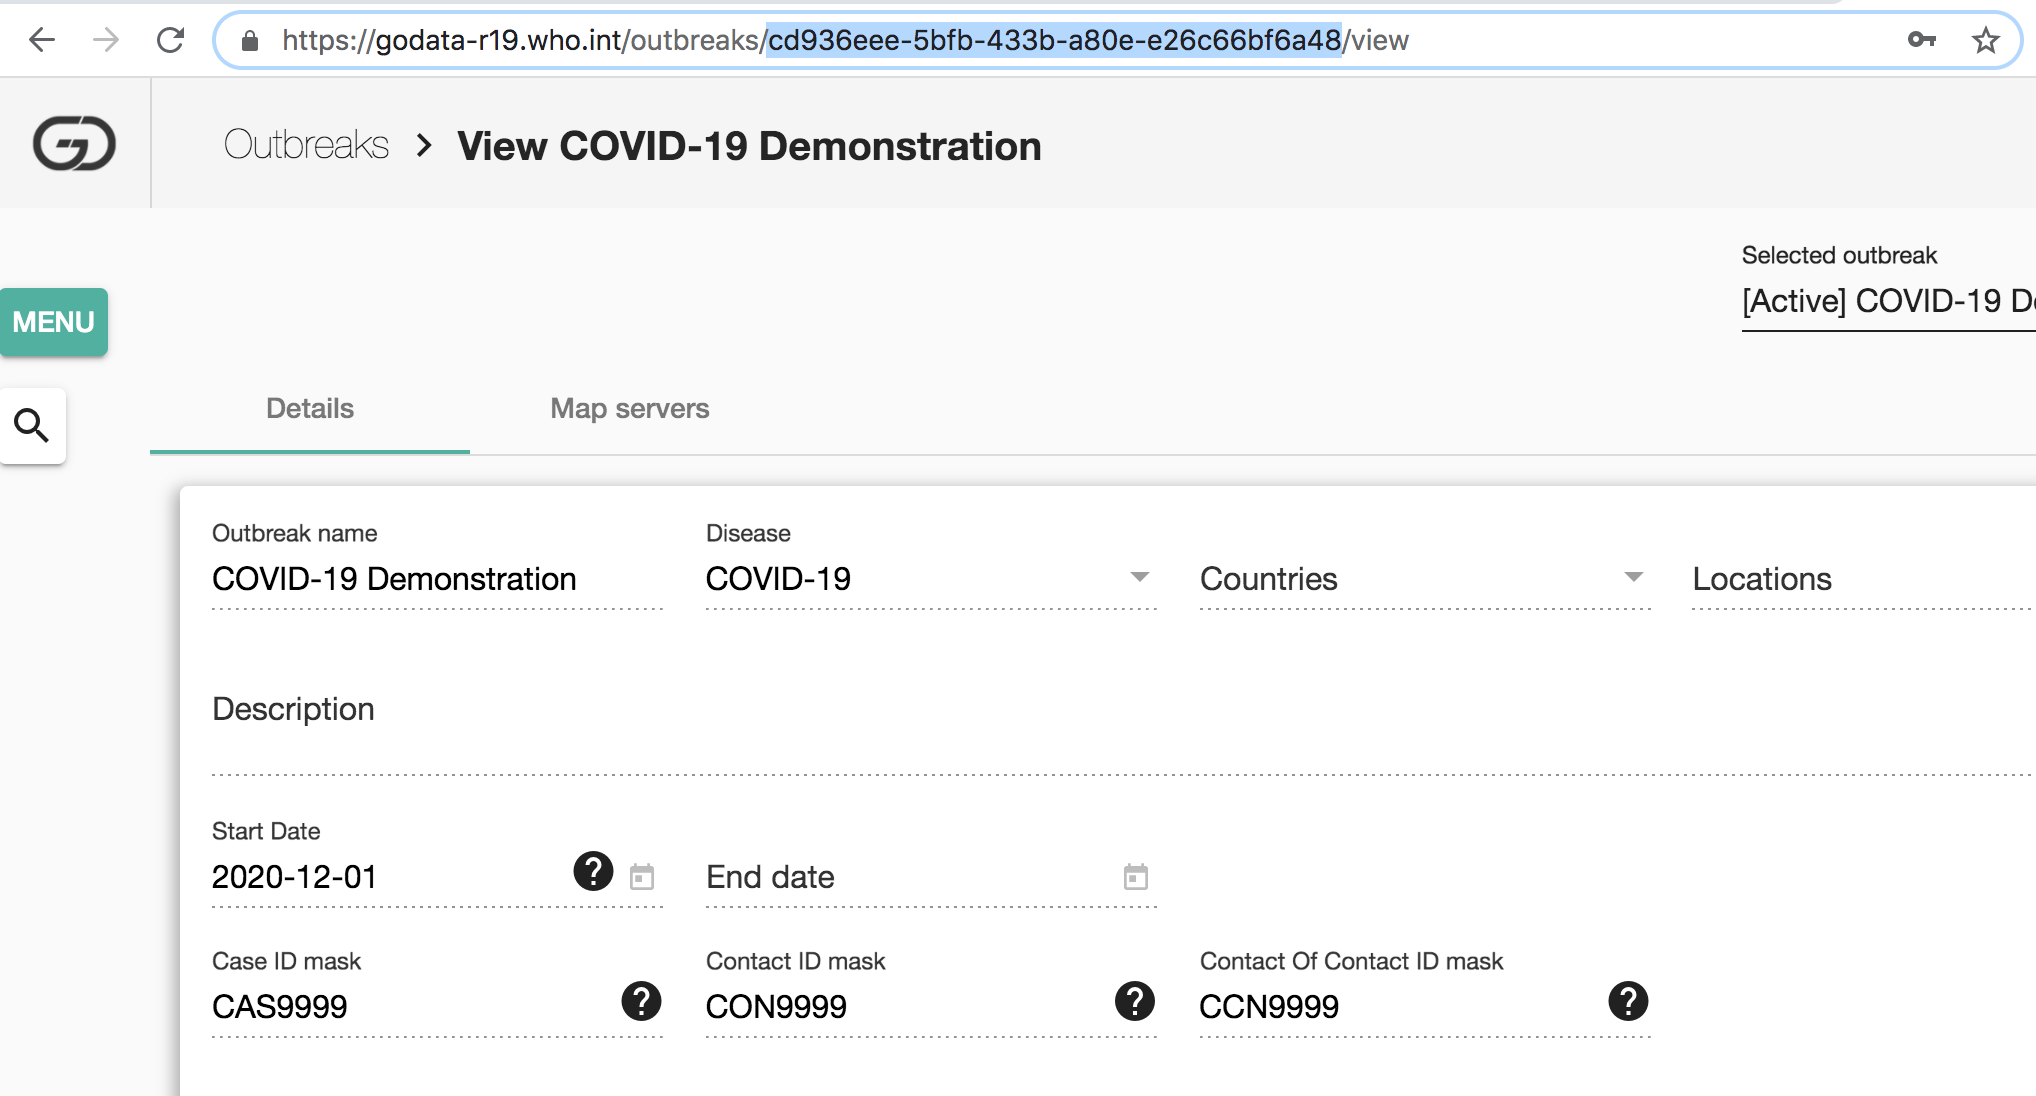 https://godata-r19.who.int/outbreaks/cd936eee-5bfb-433b-a80e-e26c66bf6a48/view
GD
Outbreaks > View COVID-19 Demonstration
Selected outbreak
[Active] COVID-19 De
MENU
Details Map servers
Outbreak name Disease
COVID-19 Demonstration COVID-19 Countries Locations
Description
Start Date
2020-12-01 ? End date
Case ID mask Contact ID mask Contact Of Contact ID mask
CAS9999 ? CON9999 ? CCN9999 ?